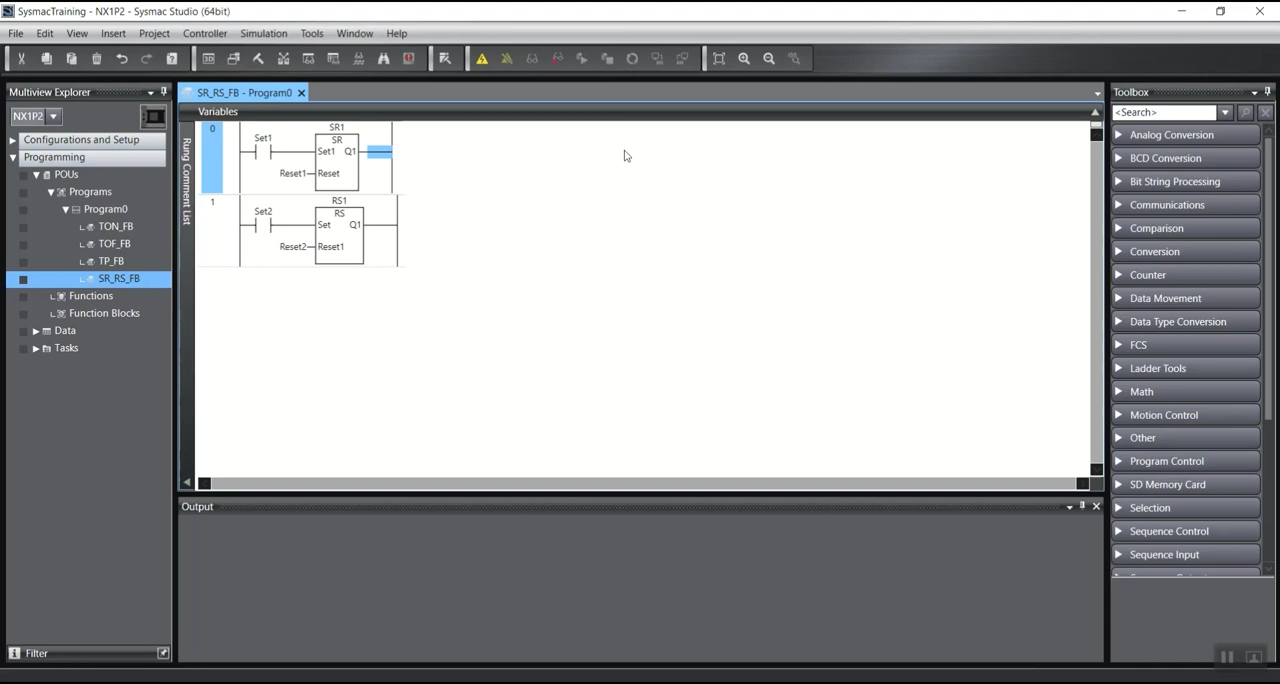 SysmacTraining - NX1P2 - Sysmac Studio (64bit)
File Edit View Insert Project Controller Simulation Tools Window Help
Multiview Explorer
NX1P2
Configurations and Setup
Programming
POUs
Programs
Program0
TON_FB
TOF_FB
TP_FB
SR_RS_FB
Functions
Function Blocks
Data
Tasks
Filter
SR_RS_FB - Program0
Variables
Rung Comment List
0
SR1
Set1
SR
Set1 Q1
Reset1 Reset
1
RS1
Set2
RS
Set Q1
Reset2 Reset1
Output
Toolbox
<Search>
Analog Conversion
BCD Conversion
Bit String Processing
Communications
Comparison
Conversion
Counter
Data Movement
Data Type Conversion
FCS
Ladder Tools
Math
Motion Control
Other
Program Control
SD Memory Card
Selection
Sequence Control
Sequence Input